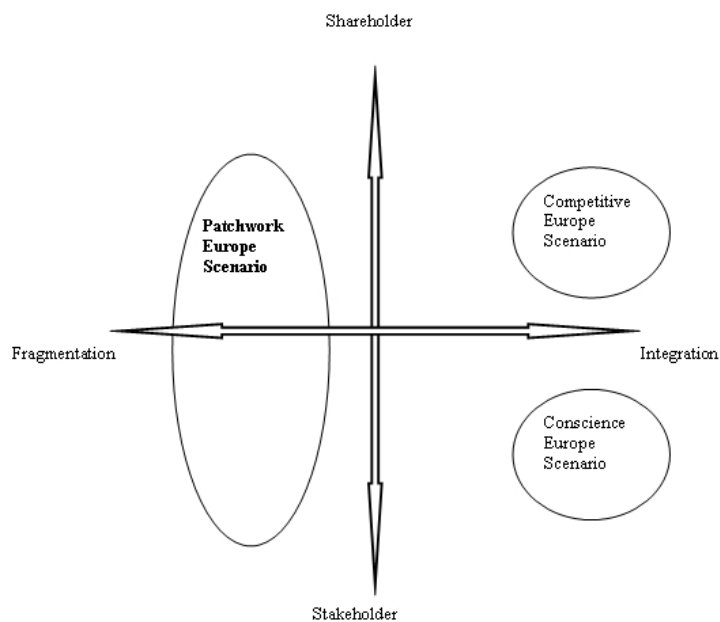 Shareholder
Patchwork
Europe
Scenario
Competitive
Europe
Scenario
Fragmentation
Integration
Conscience
Europe
Scenario
Stakeholder